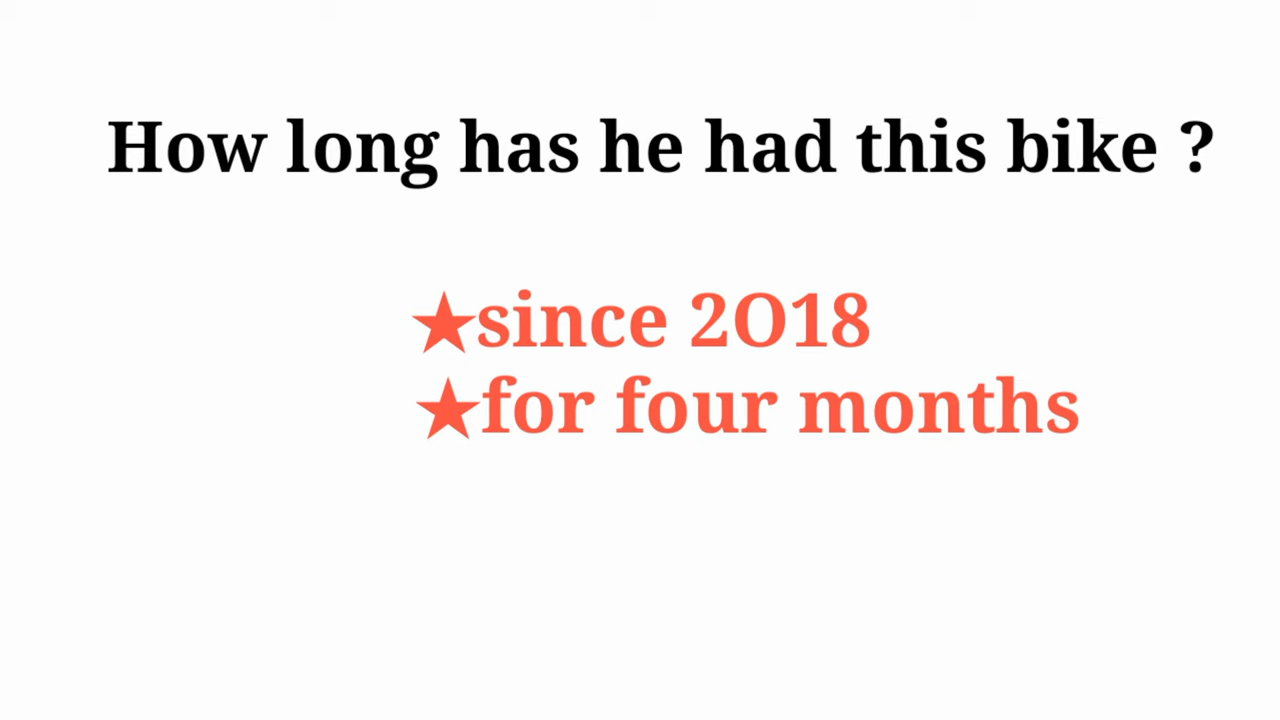 How long has he had this bike ?
★since 2O18
★for four months